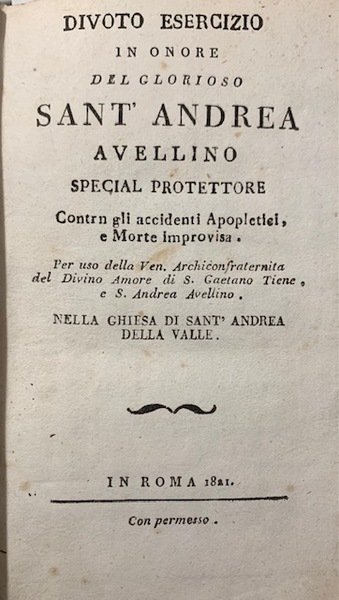 DIVOTO ESERCIZIO
IN ONORE
DEL GLORIOSO
SANT' ANDREA
AVELLINO
SPECIAL PROTETTORE
Contrn gli accidenti Apopletici,
e Morte improvisa.
Per uso della Ven. Archiconfraternita
del Divino Amore di S. Gaetano Tiene,
e S. Andrea Avellino.
NELLA GHIESA DI SANT' ANDREA
DELLA VALLE.
IN ROMA 1821.
Con permesso.